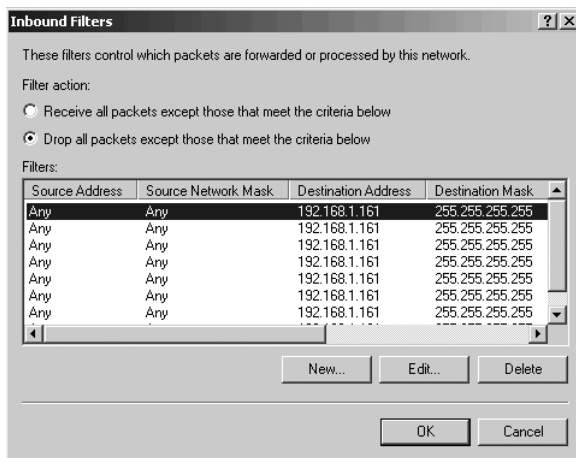 Inbound Filters
These filters control which packets are forwarded or processed by this network.
Filter action:
Receive all packets except those that meet the criteria below
Drop all packets except those that meet the criteria below
Filters:
Source Address Source Network Mask Destination Address Destination Mask
Any Any 192.168.1.161 255.255.255.255
Any Any 192.168.1.161 255.255.255.255
Any Any 192.168.1.161 255.255.255.255
Any Any 192.168.1.161 255.255.255.255
Any Any 192.168.1.161 255.255.255.255
Any Any 192.168.1.161 255.255.255.255
Any Any 192.168.1.161 255.255.255.255
New... Edit... Delete
OK Cancel